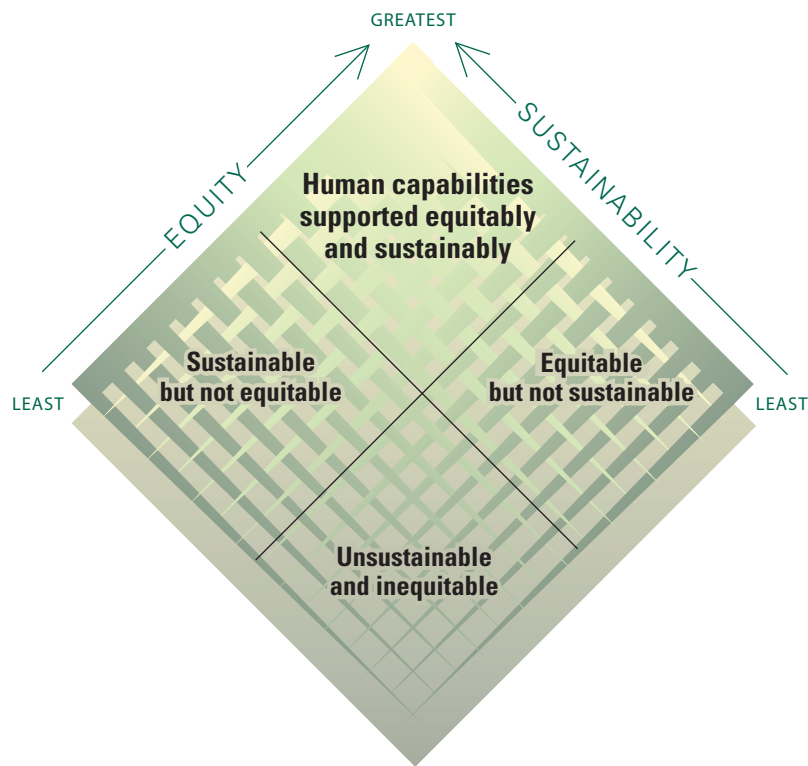 GREATEST
EQUITY
SUSTAINABILITY
Human capabilities
supported equitably
and sustainably
Sustainable
but not equitable
Equitable
but not sustainable
LEAST
LEAST
Unsustainable
and inequitable